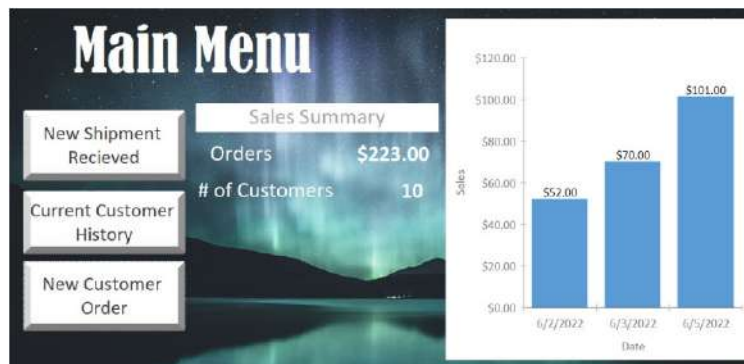 Main Menu
New Shipment
Recieved
Current Customer
History
New Customer
Order
Sales Summary
Orders $223.00
# of Customers 10
$120.00
$100.00
$80.00
$60.00
$40.00
$20.00
$0.00
Sales
$52.00
$70.00
$101.00
6/2/2022 6/3/2022 6/5/2022
Date